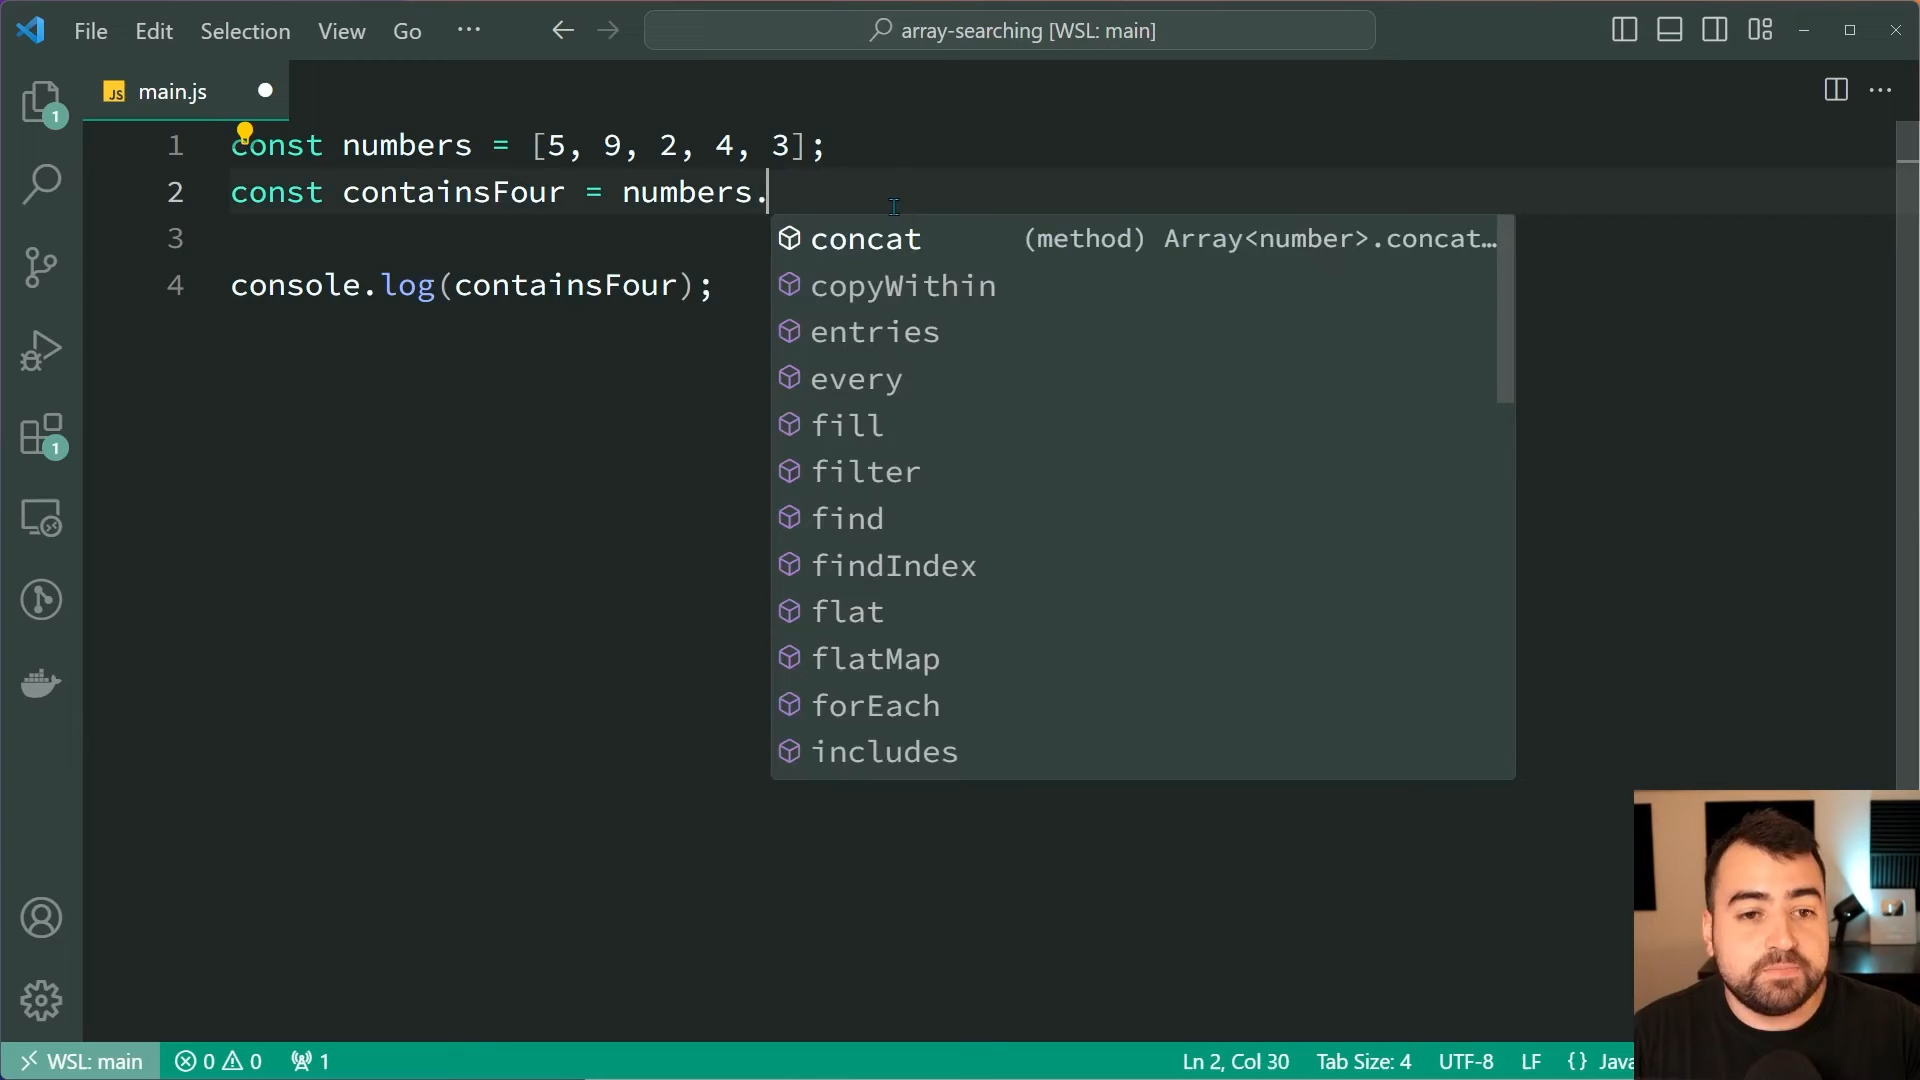 File Edit Selection View Go ··· array-searching [WSL: main]
JS main.js
1 const numbers = [5, 9, 2, 4, 3];
2 const containsFour = numbers.
3
4 console.log(containsFour);
concat (method) Array<number>.concat…
copyWithin
entries
every
fill
filter
find
findIndex
flat
flatMap
forEach
includes
1
1
WSL: main 0 0 1 Ln 2, Col 30 Tab Size: 4 UTF-8 LF {} Java